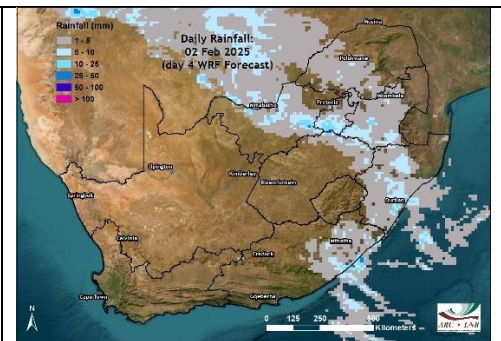 Rainfall (mm)
1 - 5
5 - 10
10 - 25
25 - 50
50 - 100
> 100
Daily Rainfall:
02 Feb 2025
(day 4 WRF Forecast)
Musina
Polokwane
Mmabatho
Pretoria
Mbombela
Upington
Kimberley
Bloemfontein
Springbok
Durban
Calvinia
Mthatha
Cradock
Cape Town
Gqeberha
N
0 125 250 500
Kilometers
ARC • LNR